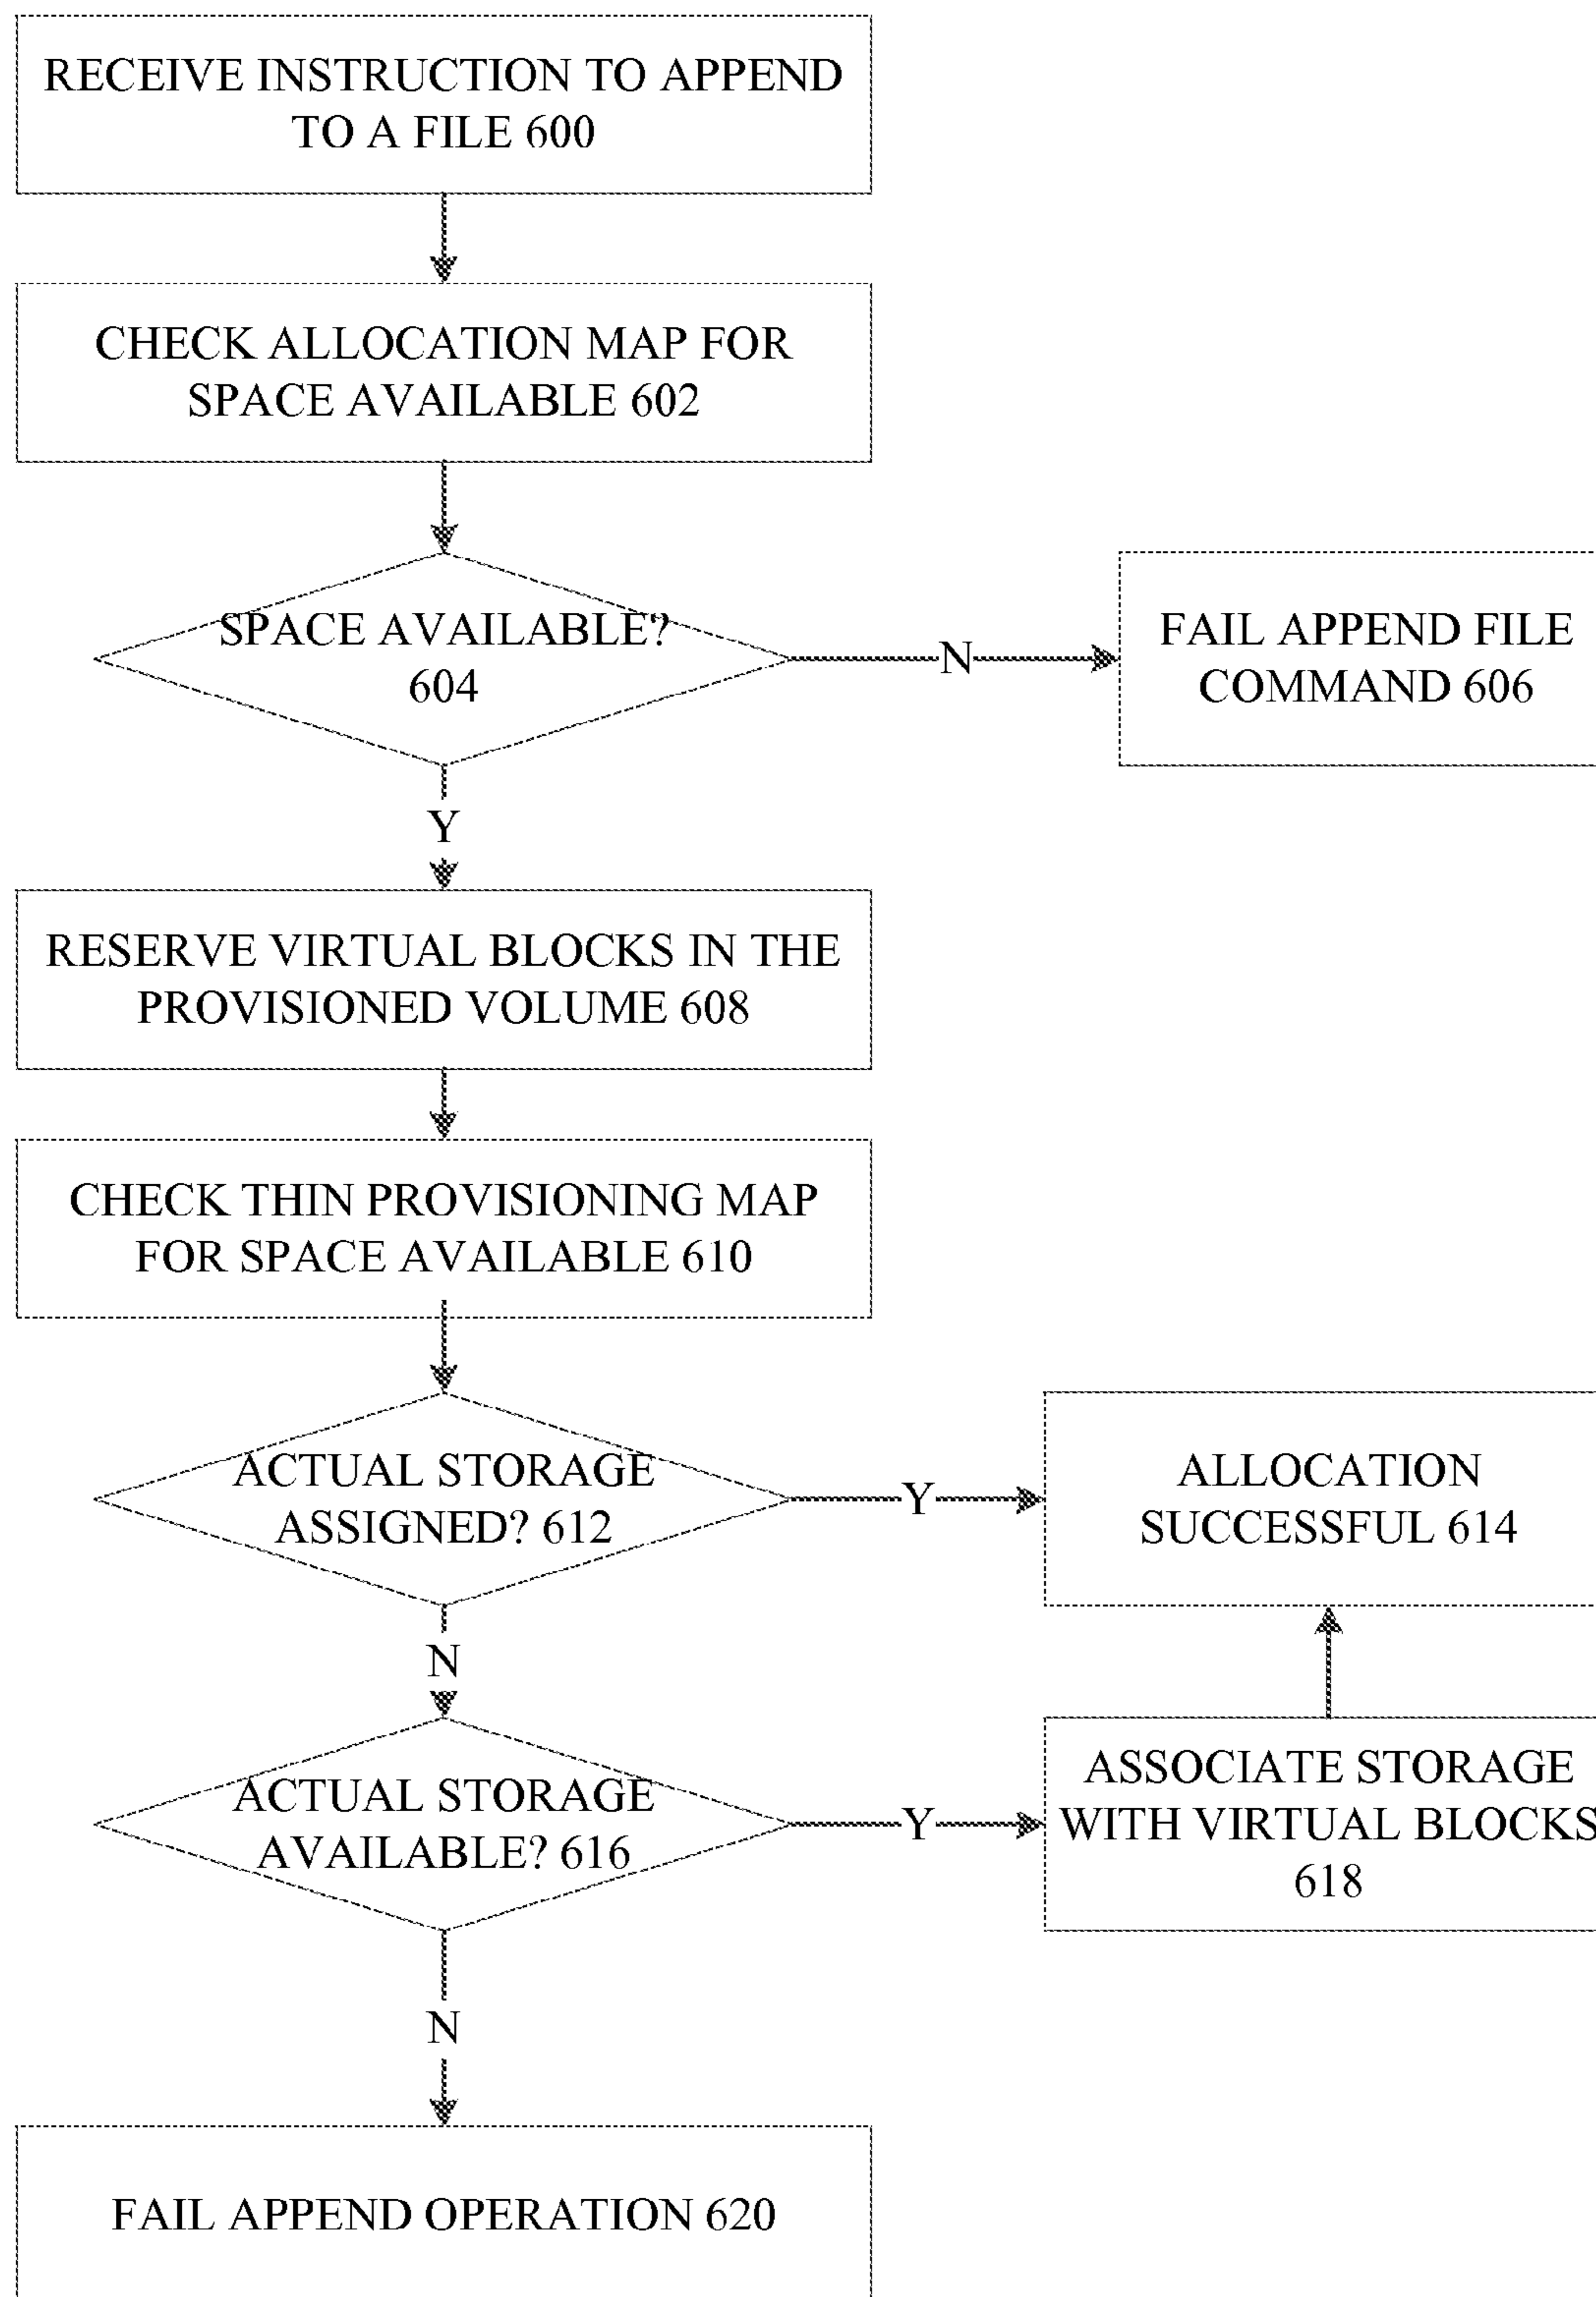 RECEIVE INSTRUCTION TO APPEND
TO A FILE 600
CHECK ALLOCATION MAP FOR
SPACE AVAILABLE 602
SPACE AVAILABLE?
604
N
FAIL APPEND FILE
COMMAND 606
Y
RESERVE VIRTUAL BLOCKS IN THE
PROVISIONED VOLUME 608
CHECK THIN PROVISIONING MAP
FOR SPACE AVAILABLE 610
ACTUAL STORAGE
ASSIGNED? 612
Y
ALLOCATION
SUCCESSFUL 614
N
ACTUAL STORAGE
AVAILABLE? 616
Y
ASSOCIATE STORAGE
WITH VIRTUAL BLOCKS
618
N
FAIL APPEND OPERATION 620